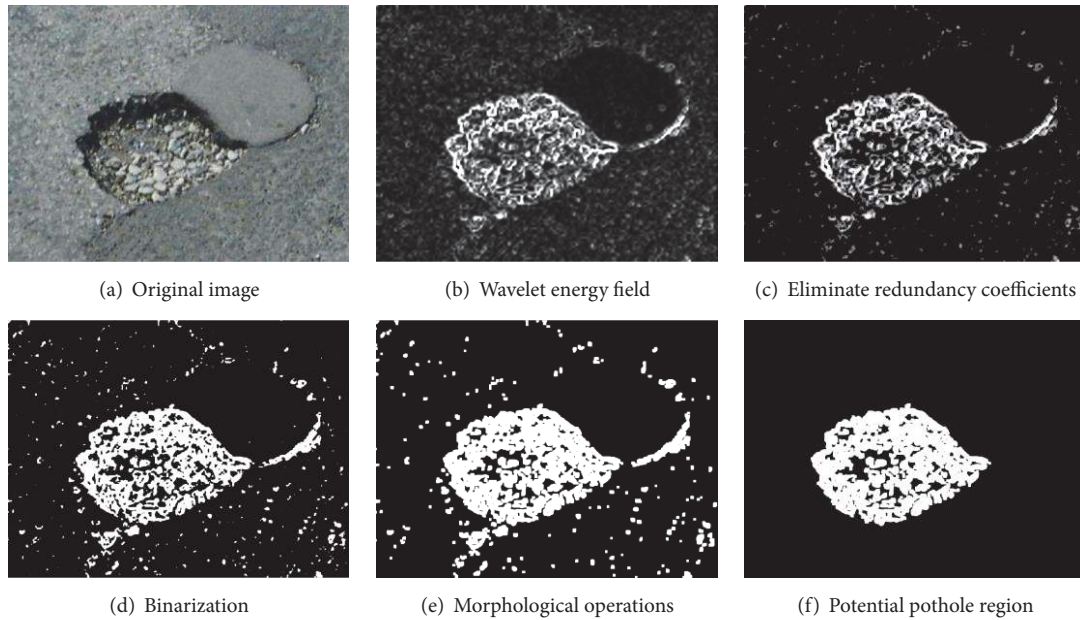 (a) Original image
(b) Wavelet energy field
(c) Eliminate redundancy coefficients
(d) Binarization
(e) Morphological operations
(f) Potential pothole region